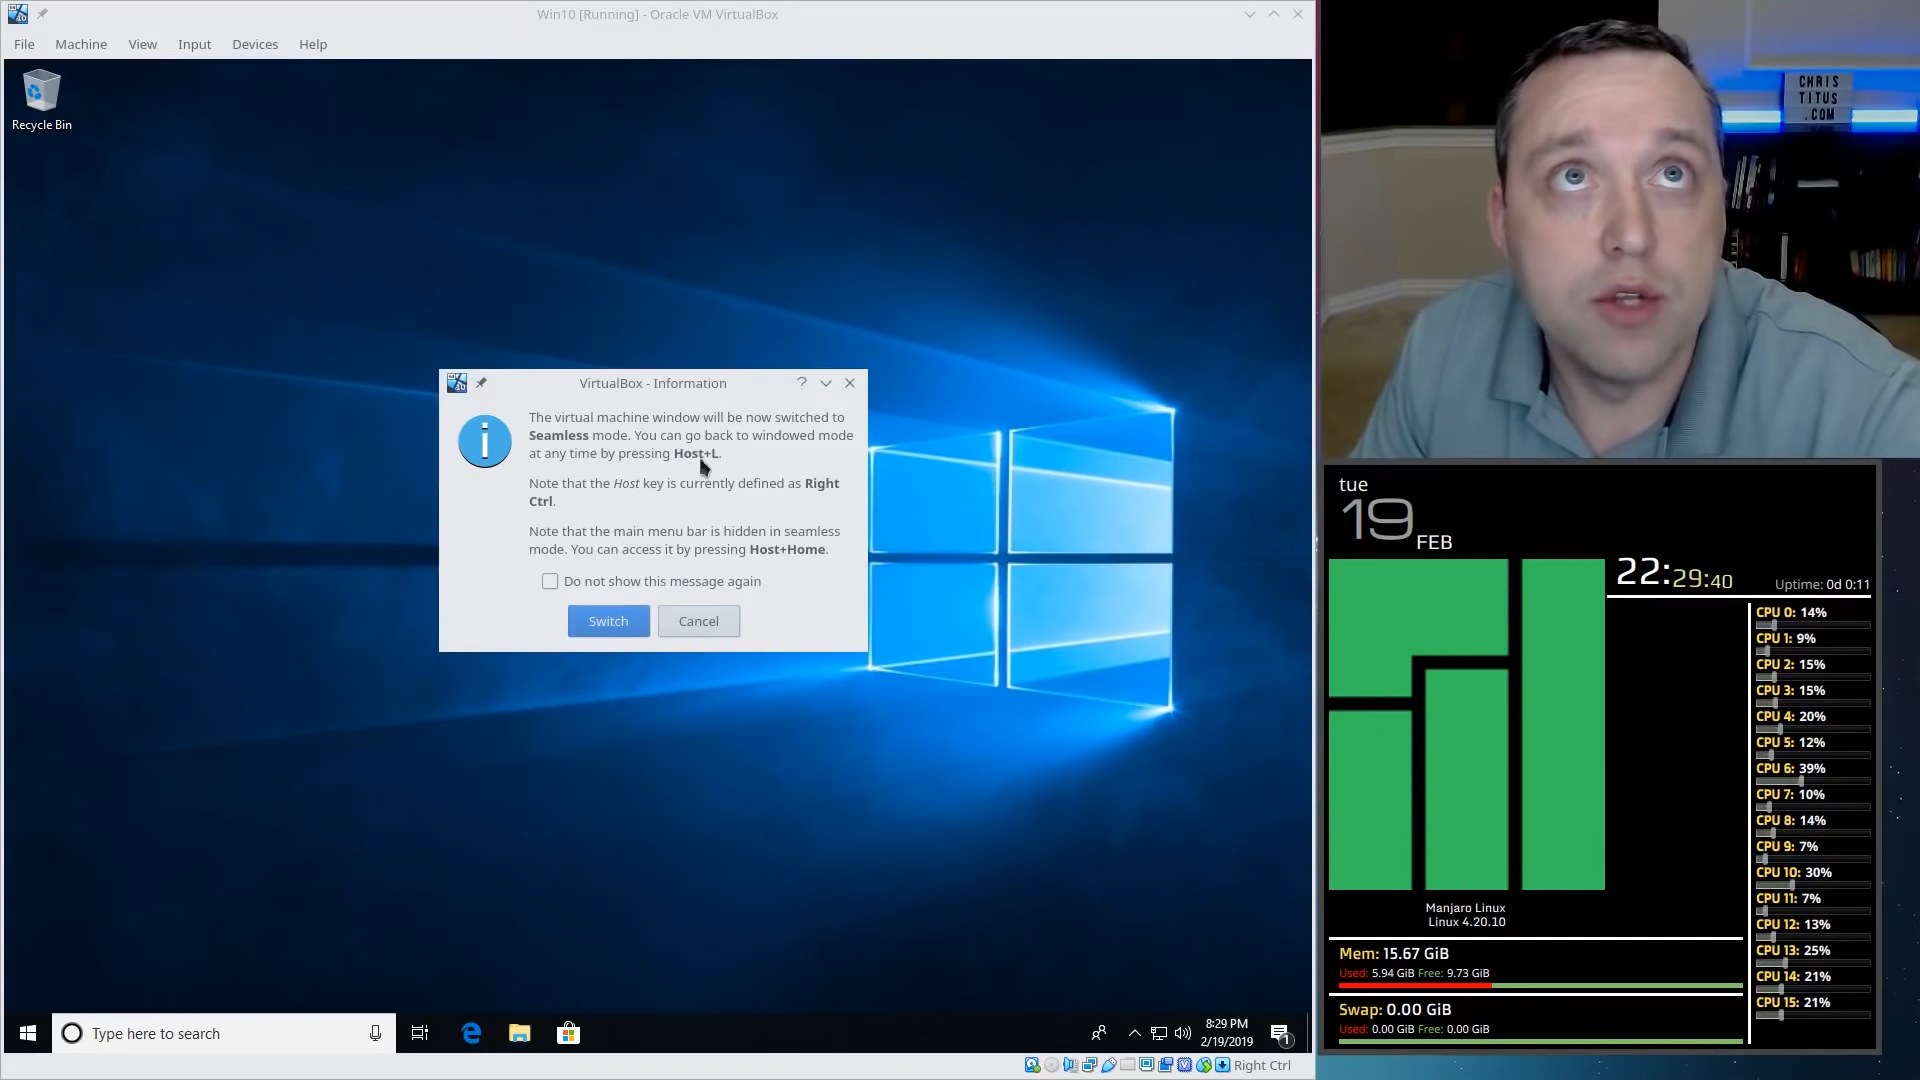 Win10 [Running] - Oracle VM VirtualBox
File Machine View Input Devices Help
Recycle Bin
VirtualBox - Information
The virtual machine window will be now switched to
Seamless mode. You can go back to windowed mode
at any time by pressing Host+L.
Note that the Host key is currently defined as Right
Ctrl.
Note that the main menu bar is hidden in seamless
mode. You can access it by pressing Host+Home.
Do not show this message again
Switch Cancel
Type here to search
8:29 PM
2/19/2019
1
Right Ctrl
CHRIS
TITUS
.COM
tue
19
FEB
22:29:40
Uptime: 0d 0:11
CPU 0: 14%
CPU 1: 9%
CPU 2: 15%
CPU 3: 15%
CPU 4: 20%
CPU 5: 12%
CPU 6: 39%
CPU 7: 10%
CPU 8: 14%
CPU 9: 7%
CPU 10: 30%
CPU 11: 7%
CPU 12: 13%
CPU 13: 25%
CPU 14: 21%
CPU 15: 21%
Manjaro Linux
Linux 4.20.10
Mem: 15.67 GiB
Used: 5.94 GiB Free: 9.73 GiB
Swap: 0.00 GiB
Used: 0.00 GiB Free: 0.00 GiB